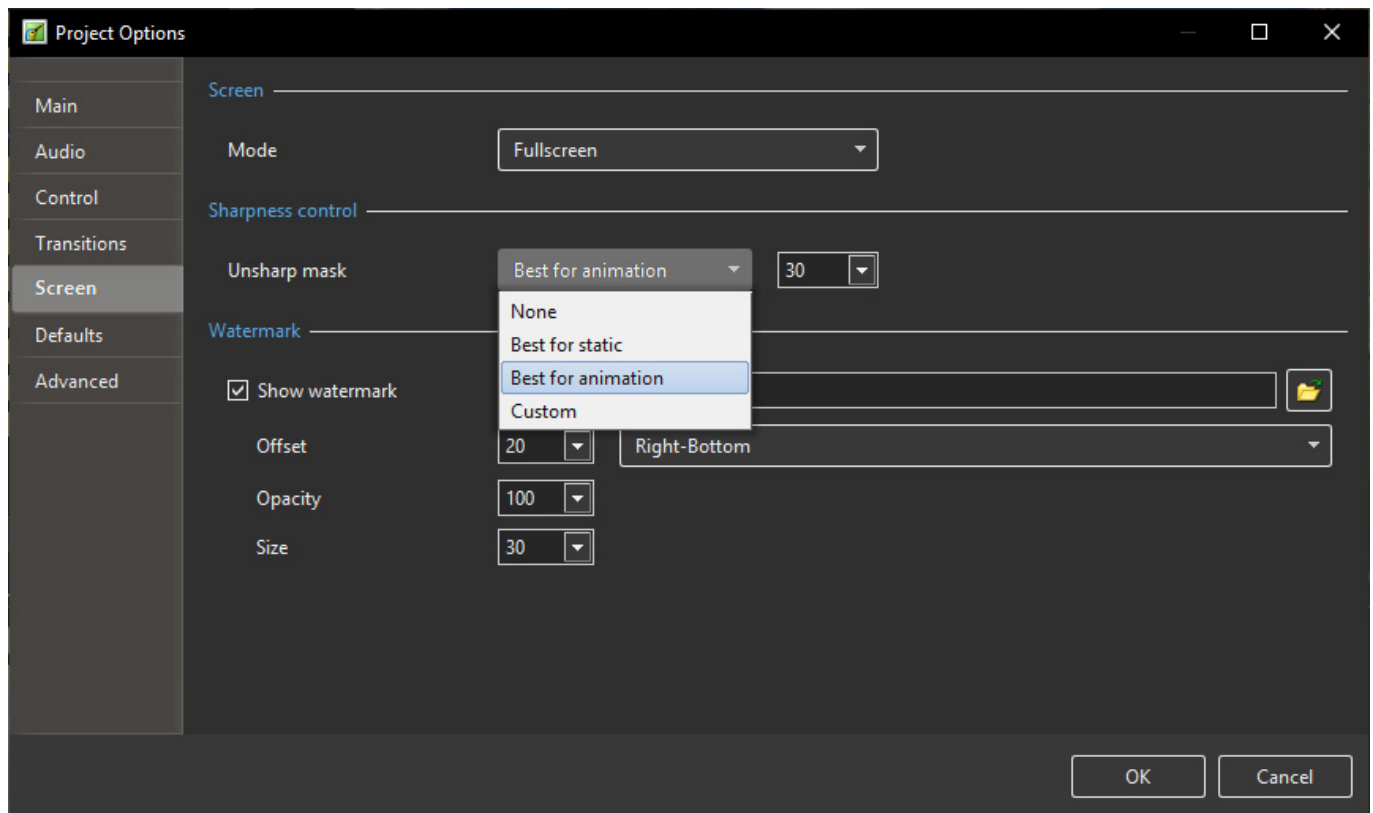 Project Options
Main
Audio
Control
Transitions
Screen
Defaults
Advanced
Screen
Mode Fullscreen
Sharpness control
Unsharp mask Best for animation 30
None
Best for static
Best for animation
Custom
Watermark
Show watermark
Offset 20 Right-Bottom
Opacity 100
Size 30
OK Cancel